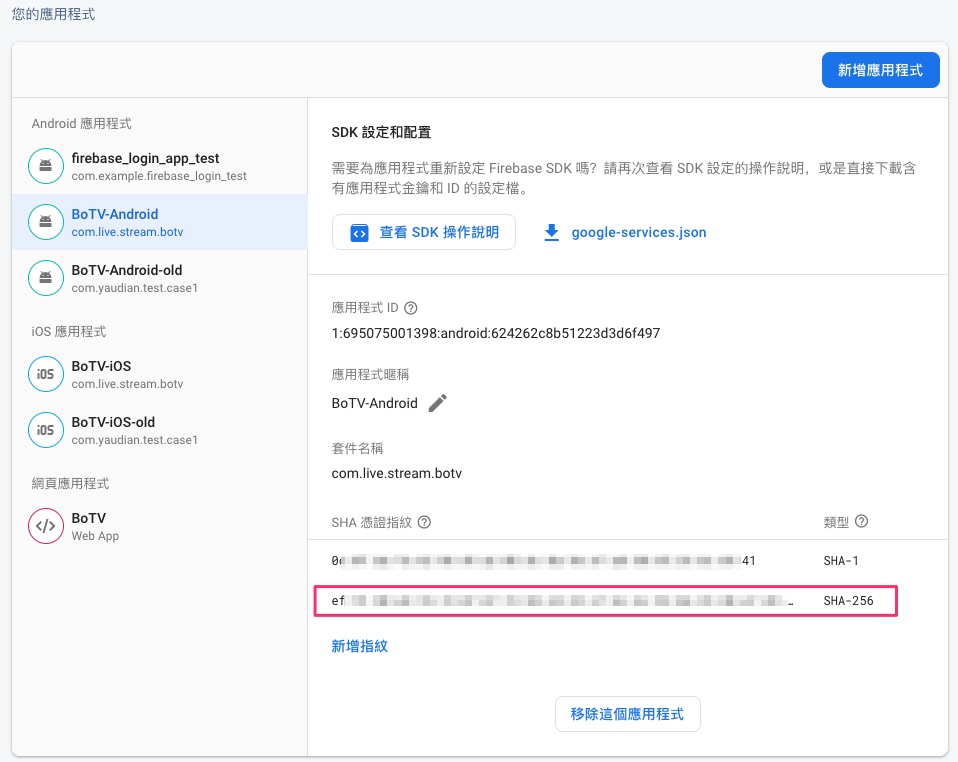 您的應用程式
新增應用程式
Android 應用程式
firebase_login_app_test
com.example.firebase_login_test
BoTV-Android
com.live.stream.botv
BoTV-Android-old
com.yaudian.test.case1
iOS 應用程式
iOS
BoTV-iOS
com.live.stream.botv
iOS
BoTV-iOS-old
com.yaudian.test.case1
網頁應用程式
BoTV
Web App
SDK 設定和配置
需要為應用程式重新設定 Firebase SDK 嗎？請再次查看 SDK 設定的操作說明，或是直接下載含
有應用程式金鑰和 ID 的設定檔。
查看 SDK 操作說明
google-services.json
應用程式 ID
1:695075001398:android:624262c8b51223d3d6f497
應用程式暱稱
BoTV-Android
套件名稱
com.live.stream.botv
SHA 憑證指紋 類型
41 SHA-1
ef … SHA-256
新增指紋
移除這個應用程式